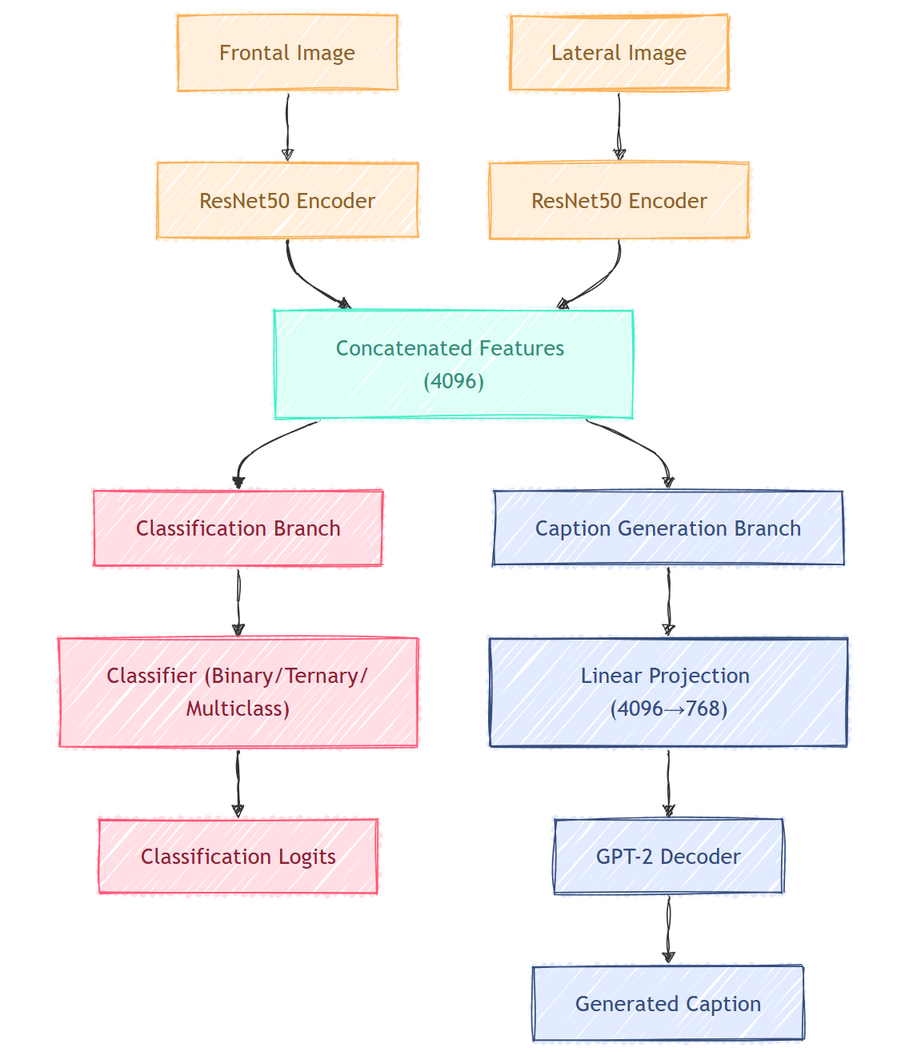 Frontal Image
Lateral Image
ResNet50 Encoder
ResNet50 Encoder
Concatenated Features
(4096)
Classification Branch
Caption Generation Branch
Classifier (Binary/Ternary/
Multiclass)
Linear Projection
(4096→768)
Classification Logits
GPT-2 Decoder
Generated Caption